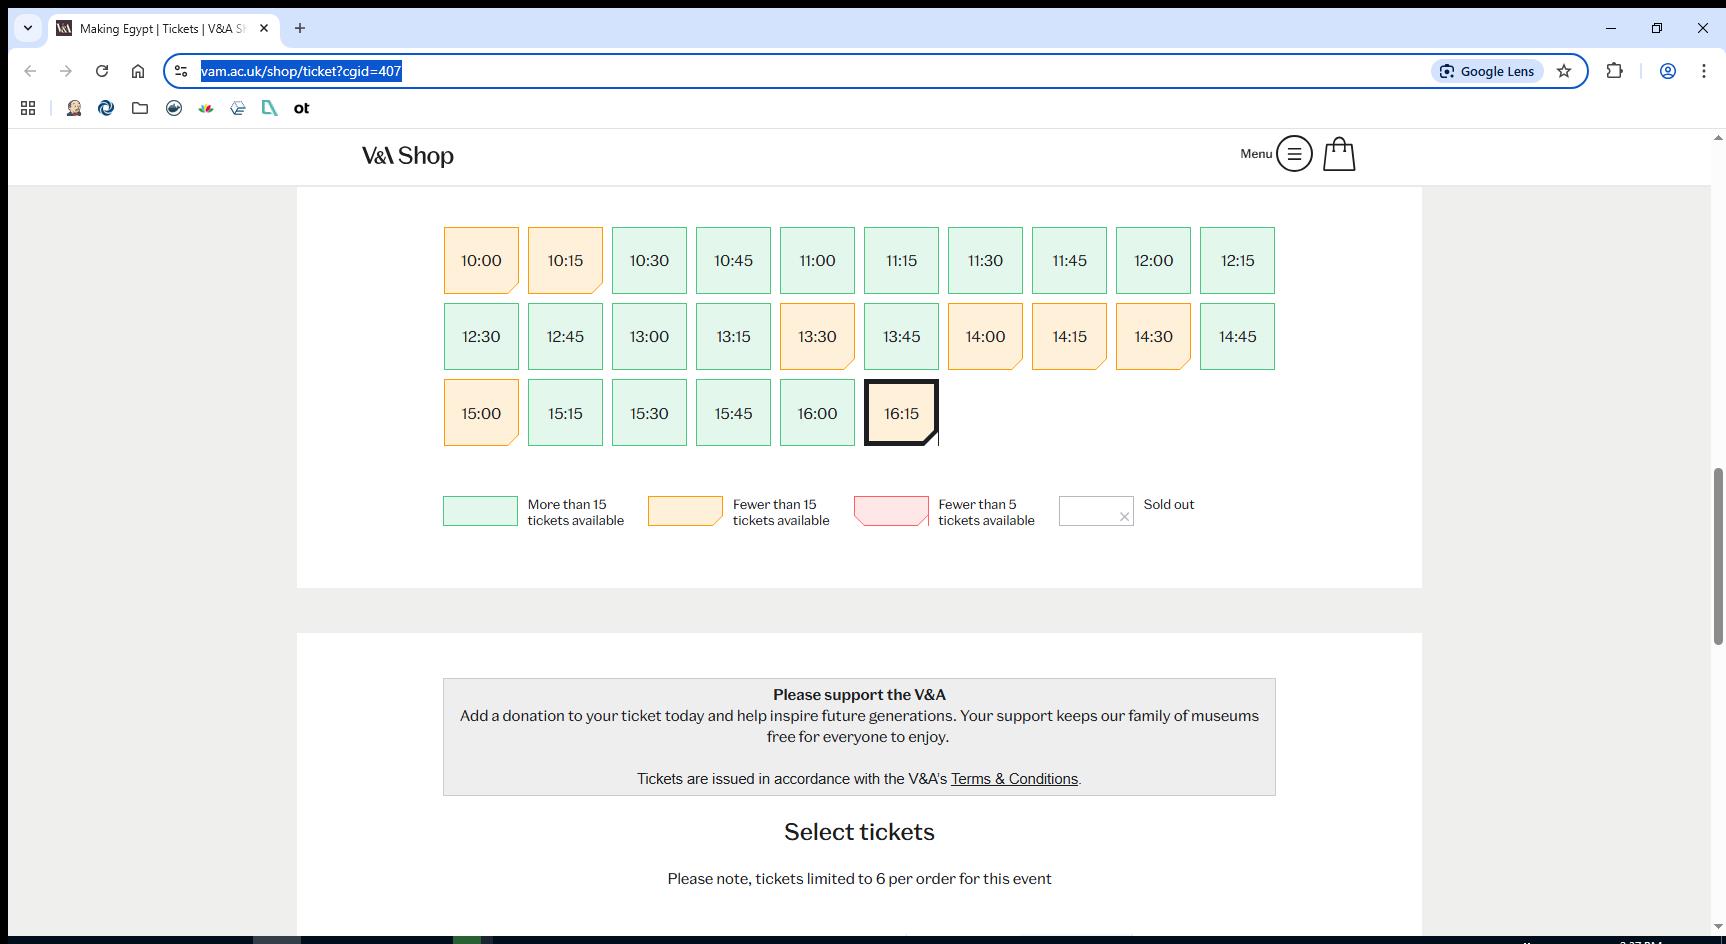 Making Egypt | Tickets | V&A Sh
vam.ac.uk/shop/ticket?cgid=407
Google Lens
ot
V&A Shop
Menu
10:00 10:15 10:30 10:45 11:00 11:15 11:30 11:45 12:00 12:15
12:30 12:45 13:00 13:15 13:30 13:45 14:00 14:15 14:30 14:45
15:00 15:15 15:30 15:45 16:00 16:15
More than 15 Fewer than 15 Fewer than 5 Sold out
tickets available tickets available tickets available
Please support the V&A
Add a donation to your ticket today and help inspire future generations. Your support keeps our family of museums
free for everyone to enjoy.
Tickets are issued in accordance with the V&A's Terms & Conditions.
Select tickets
Please note, tickets limited to 6 per order for this event